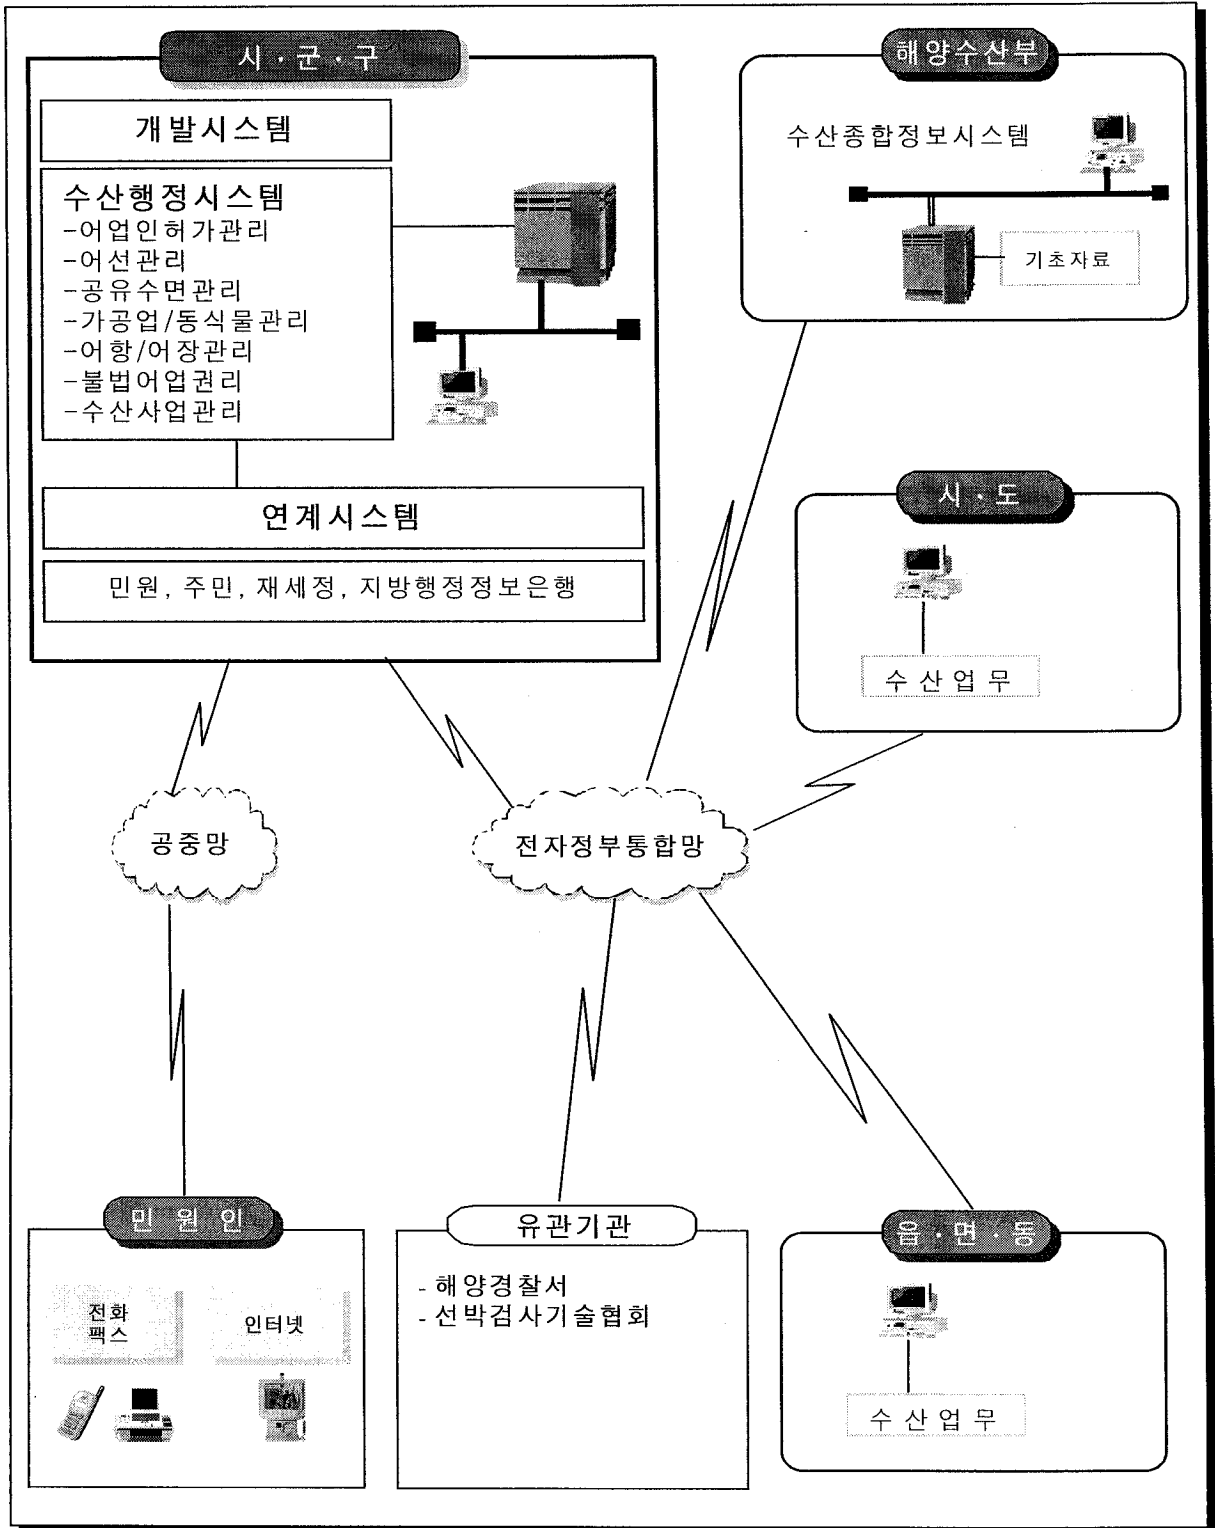 시·군·구
개발시스템
수산행정시스템
-어업인허가관리
-어선관리
-공유수면관리
-가공업/동식물관리
-어항/어장관리
-불법어업권리
-수산사업관리
연계시스템
민원, 주민, 재세정, 지방행정정보은행
해양수산부
수산종합정보시스템
기초자료
시·도
수산업무
공중망
전자정부통합망
민원인
전화
팩스
인터넷
유관기관
- 해양경찰서
- 선박검사기술협회
읍·면·동
수산업무